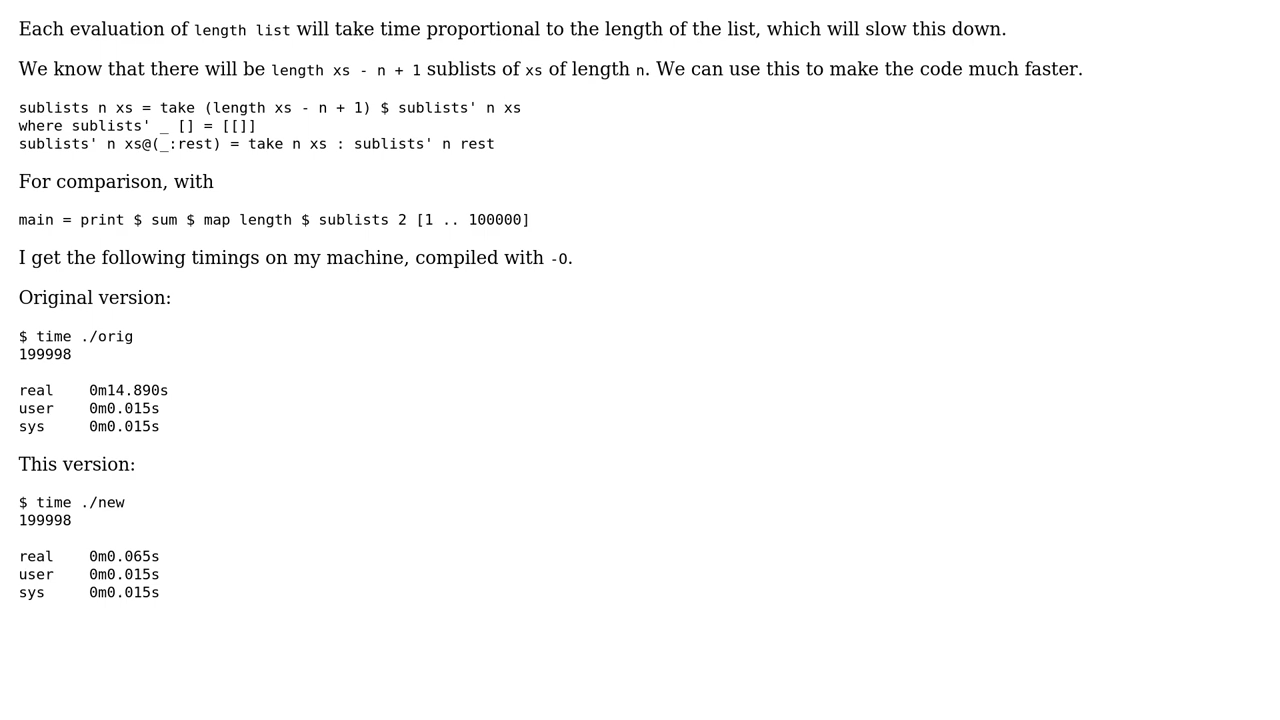 Each evaluation of length list will take time proportional to the length of the list, which will slow this down.
We know that there will be length xs - n + 1 sublists of xs of length n. We can use this to make the code much faster.
sublists n xs = take (length xs - n + 1) $ sublists' n xs
where sublists' _ [] = [[]]
sublists' n xs@(_:rest) = take n xs : sublists' n rest
For comparison, with
main = print $ sum $ map length $ sublists 2 [1 .. 100000]
I get the following timings on my machine, compiled with -O.
Original version:
$ time ./orig
199998
real    0m14.890s
user    0m0.015s
sys     0m0.015s
This version:
$ time ./new
199998
real    0m0.065s
user    0m0.015s
sys     0m0.015s